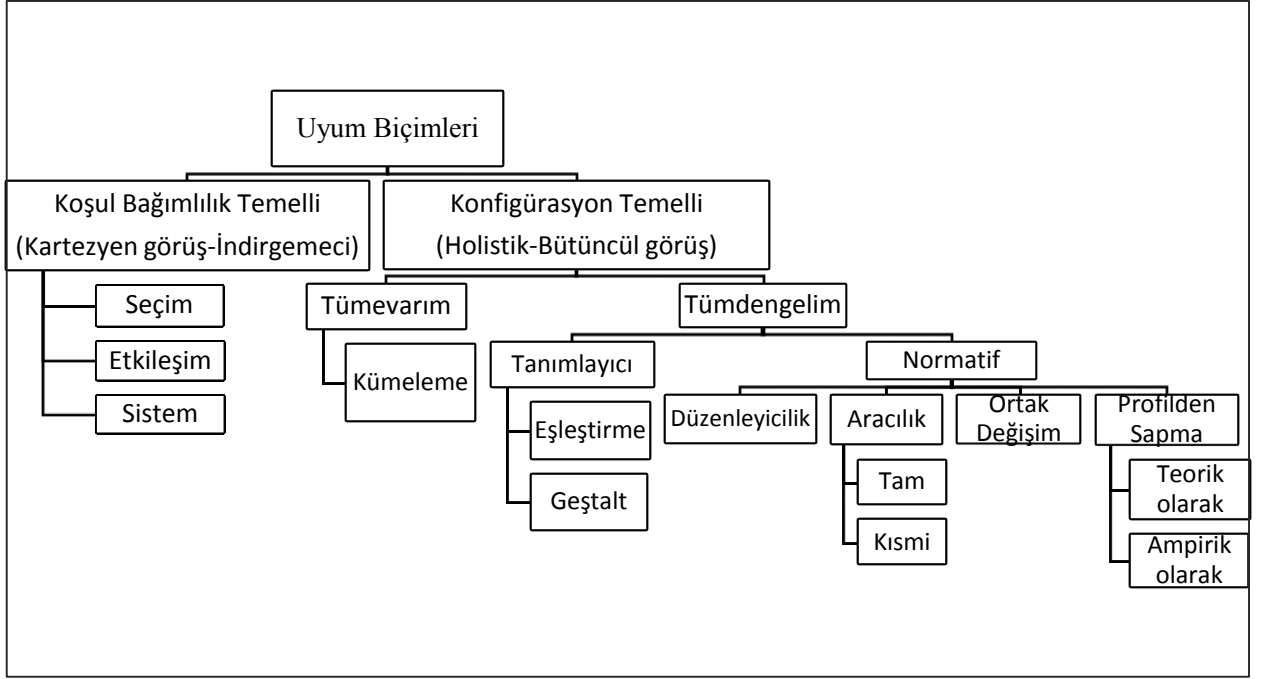 Uyum Biçimleri
Koşul Bağımlılık Temelli
(Kartezyen görüş-İndirgemeci)
Konfigürasyon Temelli
(Holistik-Bütüncül görüş)
Seçim
Etkileşim
Sistem
Tümevarım
Kümeleme
Tümdengelim
Tanımlayıcı
Eşleştirme
Geştalt
Normatif
Düzenleyicilik
Aracılık
Tam
Kısmi
Ortak
Değişim
Profilden
Sapma
Teorik
olarak
Ampirik
olarak